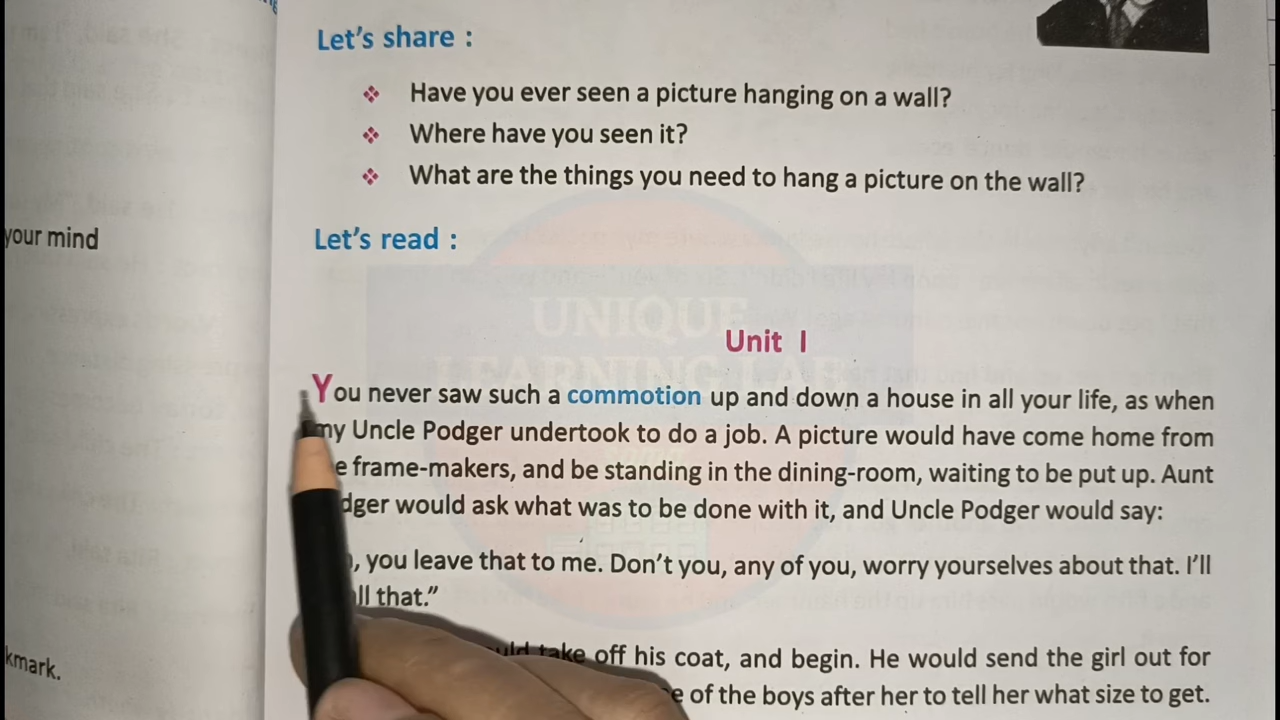 Let's share :
❖ Have you ever seen a picture hanging on a wall?
❖ Where have you seen it?
❖ What are the things you need to hang a picture on the wall?
your mind
Let's read :
UNIQUE
LEARNING LAB
Unit I
You never saw such a commotion up and down a house in all your life, as when
my Uncle Podger undertook to do a job. A picture would have come home from
frame-makers, and be standing in the dining-room, waiting to be put up. Aunt
dger would ask what was to be done with it, and Uncle Podger would say:
, you leave that to me. Don't you, any of you, worry yourselves about that. I'll
ll that."
take off his coat, and begin. He would send the girl out for
kmark.
of the boys after her to tell her what size to get.